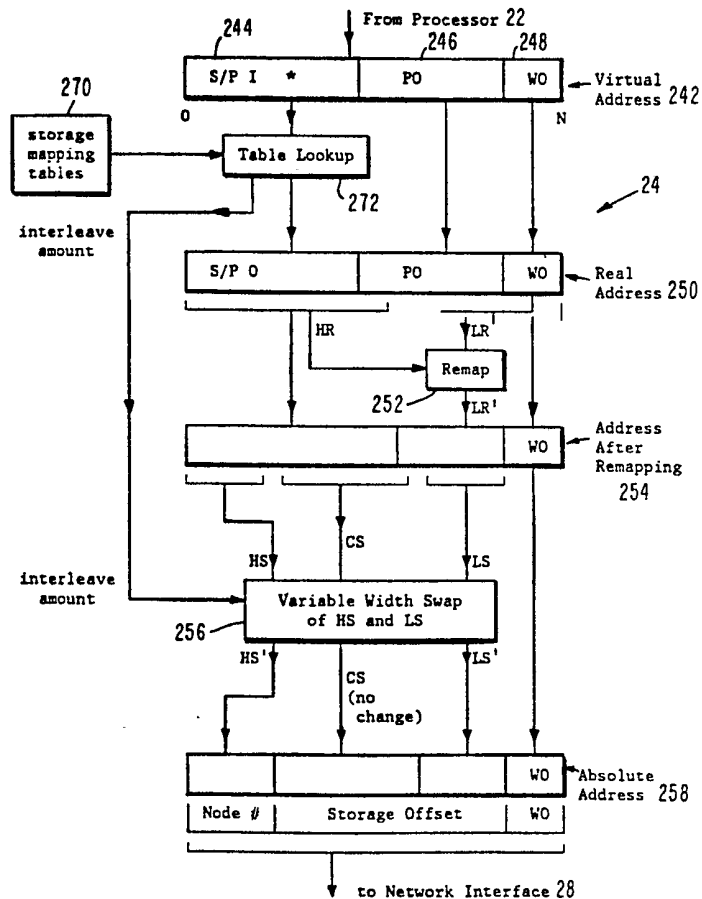 From Processor 22
244
246
248
S/P I *
PO
WO
Virtual
Address 242
0
N
270
storage
mapping
tables
Table Lookup
272
24
interleave
amount
S/P O
PO
WO
Real
Address 250
HR
LR
Remap
252
LR'
WO
Address
After
Remapping
254
HS
CS
LS
interleave
amount
Variable Width Swap
of HS and LS
256
HS'
CS
(no
change)
LS'
WO
Absolute
Address 258
Node #
Storage Offset
WO
to Network Interface 28